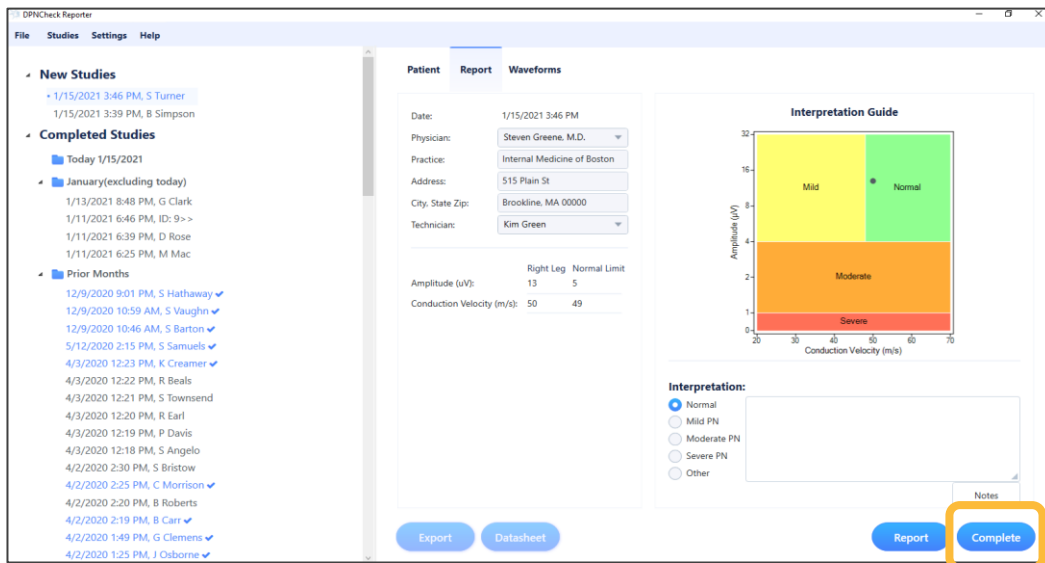 DPNCheck Reporter
File Studies Settings Help
New Studies
• 1/15/2021 3:46 PM, S Turner
1/15/2021 3:39 PM, B Simpson
Completed Studies
Today 1/15/2021
January(excluding today)
1/13/2021 8:48 PM, G Clark
1/11/2021 6:46 PM, ID: 9>>
1/11/2021 6:39 PM, D Rose
1/11/2021 6:25 PM, M Mac
Prior Months
12/9/2020 9:01 PM, S Hathaway ✔
12/9/2020 10:59 AM, S Vaughn ✔
12/9/2020 10:46 AM, S Barton ✔
5/12/2020 2:15 PM, S Samuels ✔
4/3/2020 12:23 PM, K Creamer ✔
4/3/2020 12:22 PM, R Beals
4/3/2020 12:21 PM, S Townsend
4/3/2020 12:20 PM, R Earl
4/3/2020 12:19 PM, P Davis
4/3/2020 12:18 PM, S Angelo
4/2/2020 2:30 PM, S Bristow
4/2/2020 2:25 PM, C Morrison ✔
4/2/2020 2:20 PM, B Roberts
4/2/2020 2:19 PM, B Carr ✔
4/2/2020 1:49 PM, G Clemens ✔
4/2/2020 1:25 PM, J Osborne ✔
Patient Report Waveforms
Date: 1/15/2021 3:46 PM
Physician: Steven Greene, M.D.
Practice: Internal Medicine of Boston
Address: 515 Plain St
City, State Zip: Brookline, MA 00000
Technician: Kim Green
Right Leg Normal Limit
Amplitude (uV): 13 5
Conduction Velocity (m/s): 50 49
Interpretation Guide
Amplitude (μV)
32
16
8
4
2
1
0
Mild
Normal
Moderate
Severe
20 30 40 50 60 70
Conduction Velocity (m/s)
Interpretation:
Normal
Mild PN
Moderate PN
Severe PN
Other
Notes
Export Datasheet Report Complete